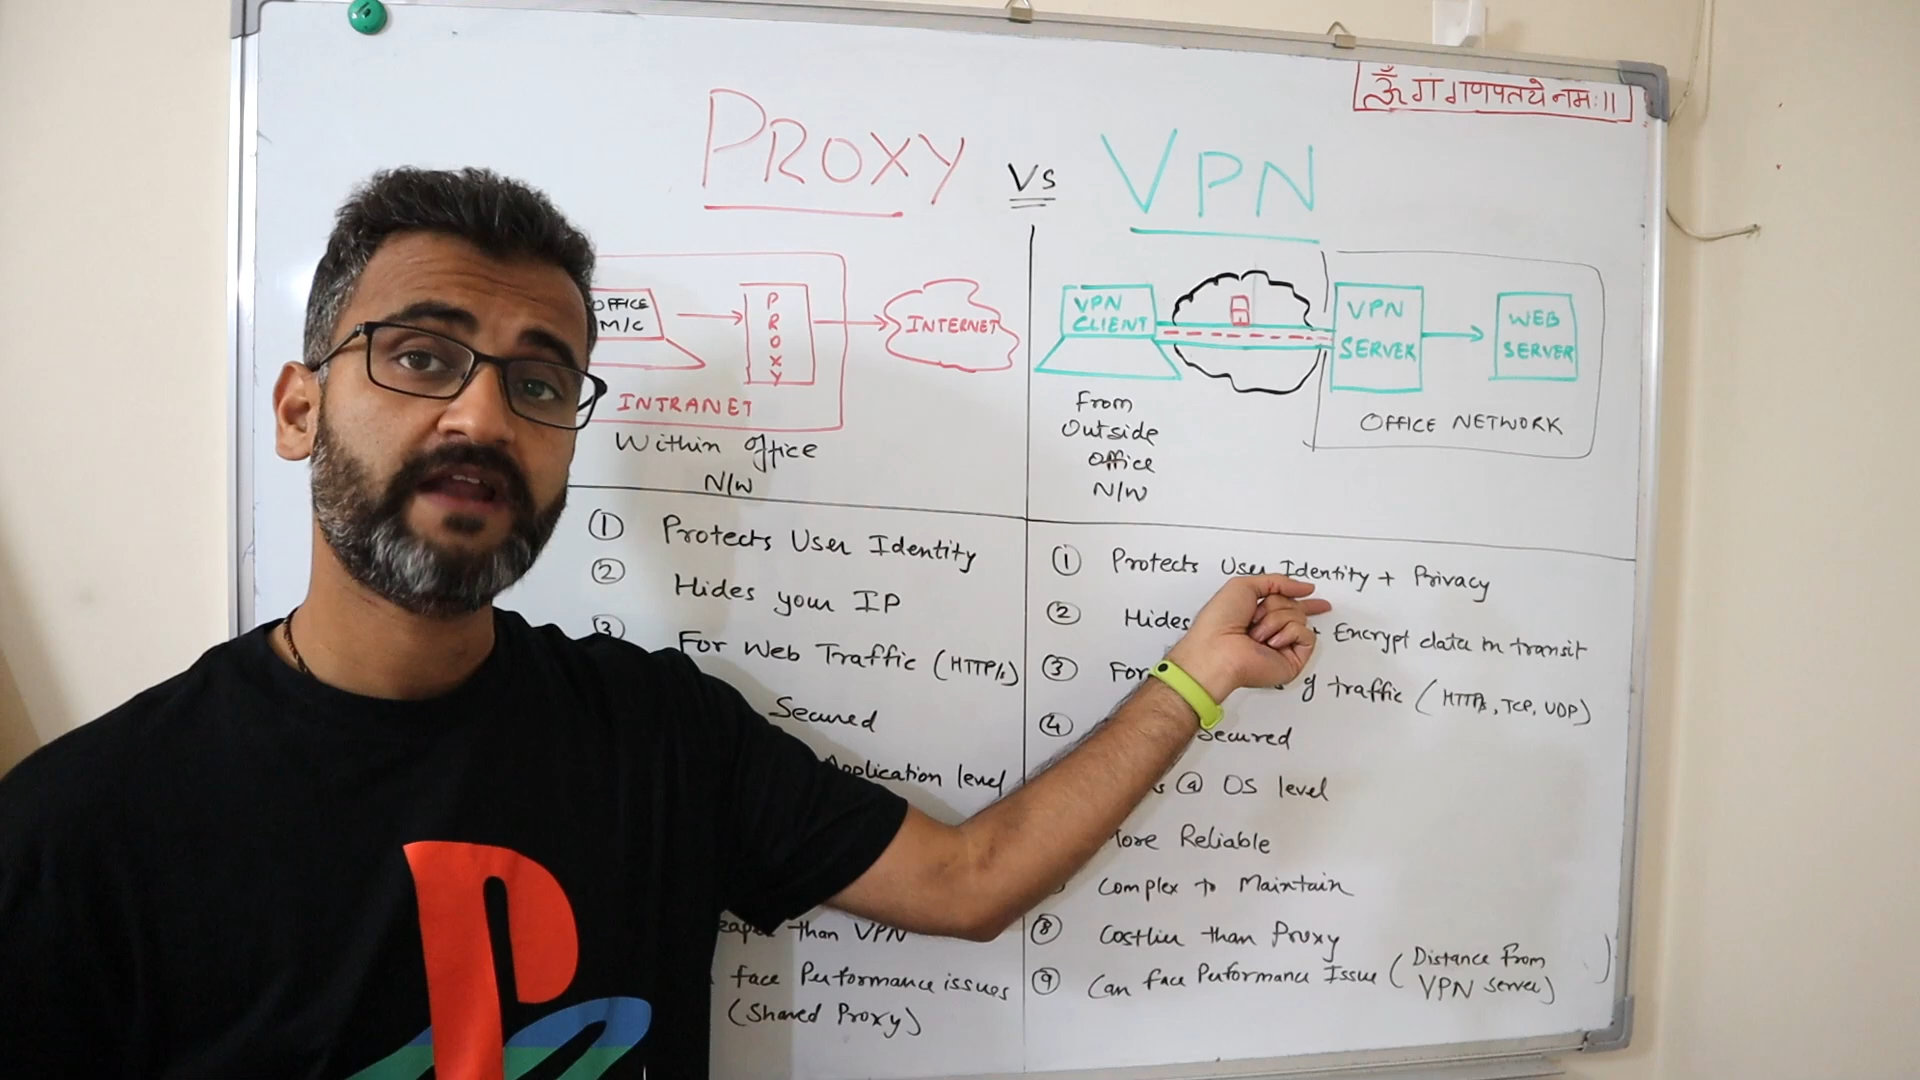 ॐ गं गणपतये नमः॥
PROXY vs VPN
OFFICE
M/C
PROXY
INTERNET
INTRANET
Within Office
N/W
VPN
CLIENT
VPN
SERVER
WEB
SERVER
From
Outside
Office
N/W
OFFICE NETWORK
① Protects User Identity
② Hides your IP
③ For Web Traffic (HTTP/s)
Secured
Application level
than VPN
face Performance issues
(Shared Proxy)
① Protects User Identity + Privacy
② Hides + Encrypt data in transit
③ For of traffic (HTTP/s, TCP, UDP)
④ Secured
@ OS level
More Reliable
Complex to Maintain
⑧ Costlier than Proxy
⑨ Can face Performance Issue (Distance from
VPN Server)